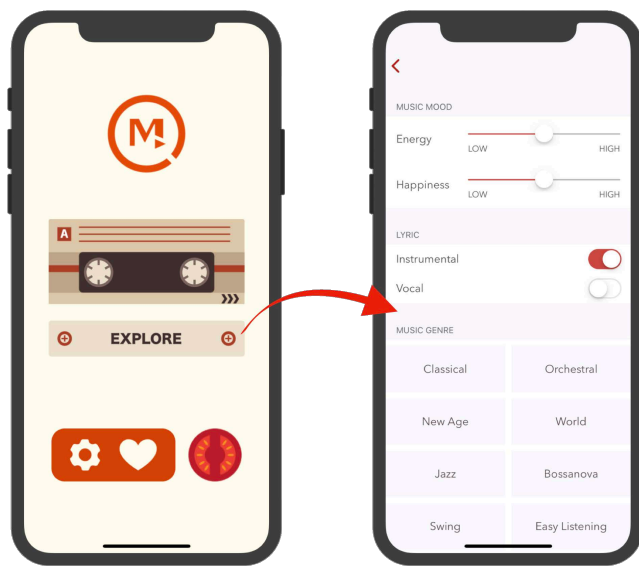 M
A
EXPLORE
MUSIC MOOD
Energy
LOW
HIGH
Happiness
LOW
HIGH
LYRIC
Instrumental
Vocal
MUSIC GENRE
Classical
Orchestral
New Age
World
Jazz
Bossanova
Swing
Easy Listening